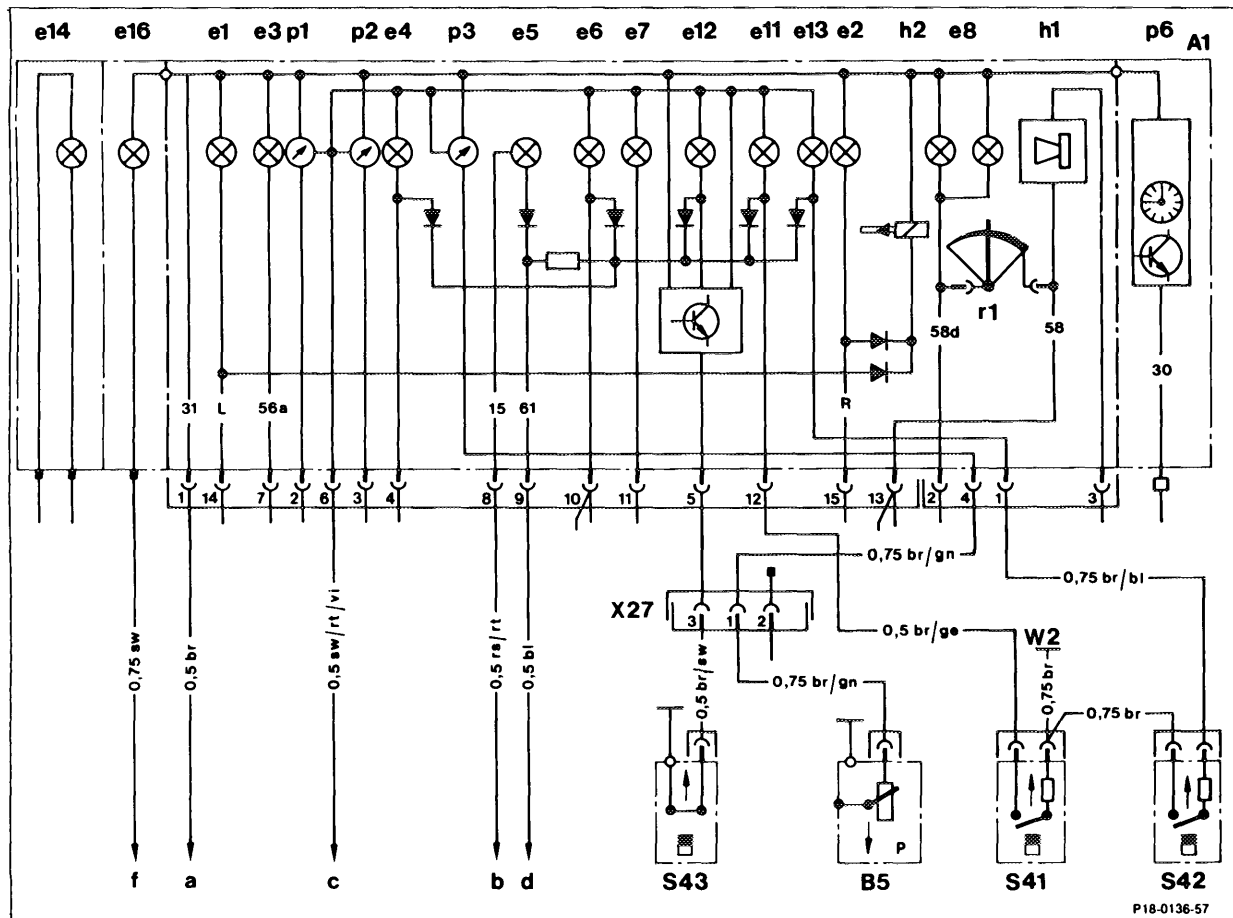 e14 e16 e1 e3 p1 p2 e4 p3 e5 e6 e7 e12 e11 e13 e2 h2 e8 h1 p6
A1
r1
58d 58
30
31 L 56a 15 61 R
1 14 7 2 6 3 4 8 9 10 11 5 12 15 13 2 4 1 3
0,75 br/gn
0,75 br/bl
X27
3 1 2
0,5 br/ge
W2
0,75 sw
0,5 br
0,5 sw/rt/vi
0,5 rs/rt
0,5 bl
0,5 br/sw
0,75 br/gn
0,75 br
0,75 br
P
f a c b d S43 B5 S41 S42
P18-0136-57